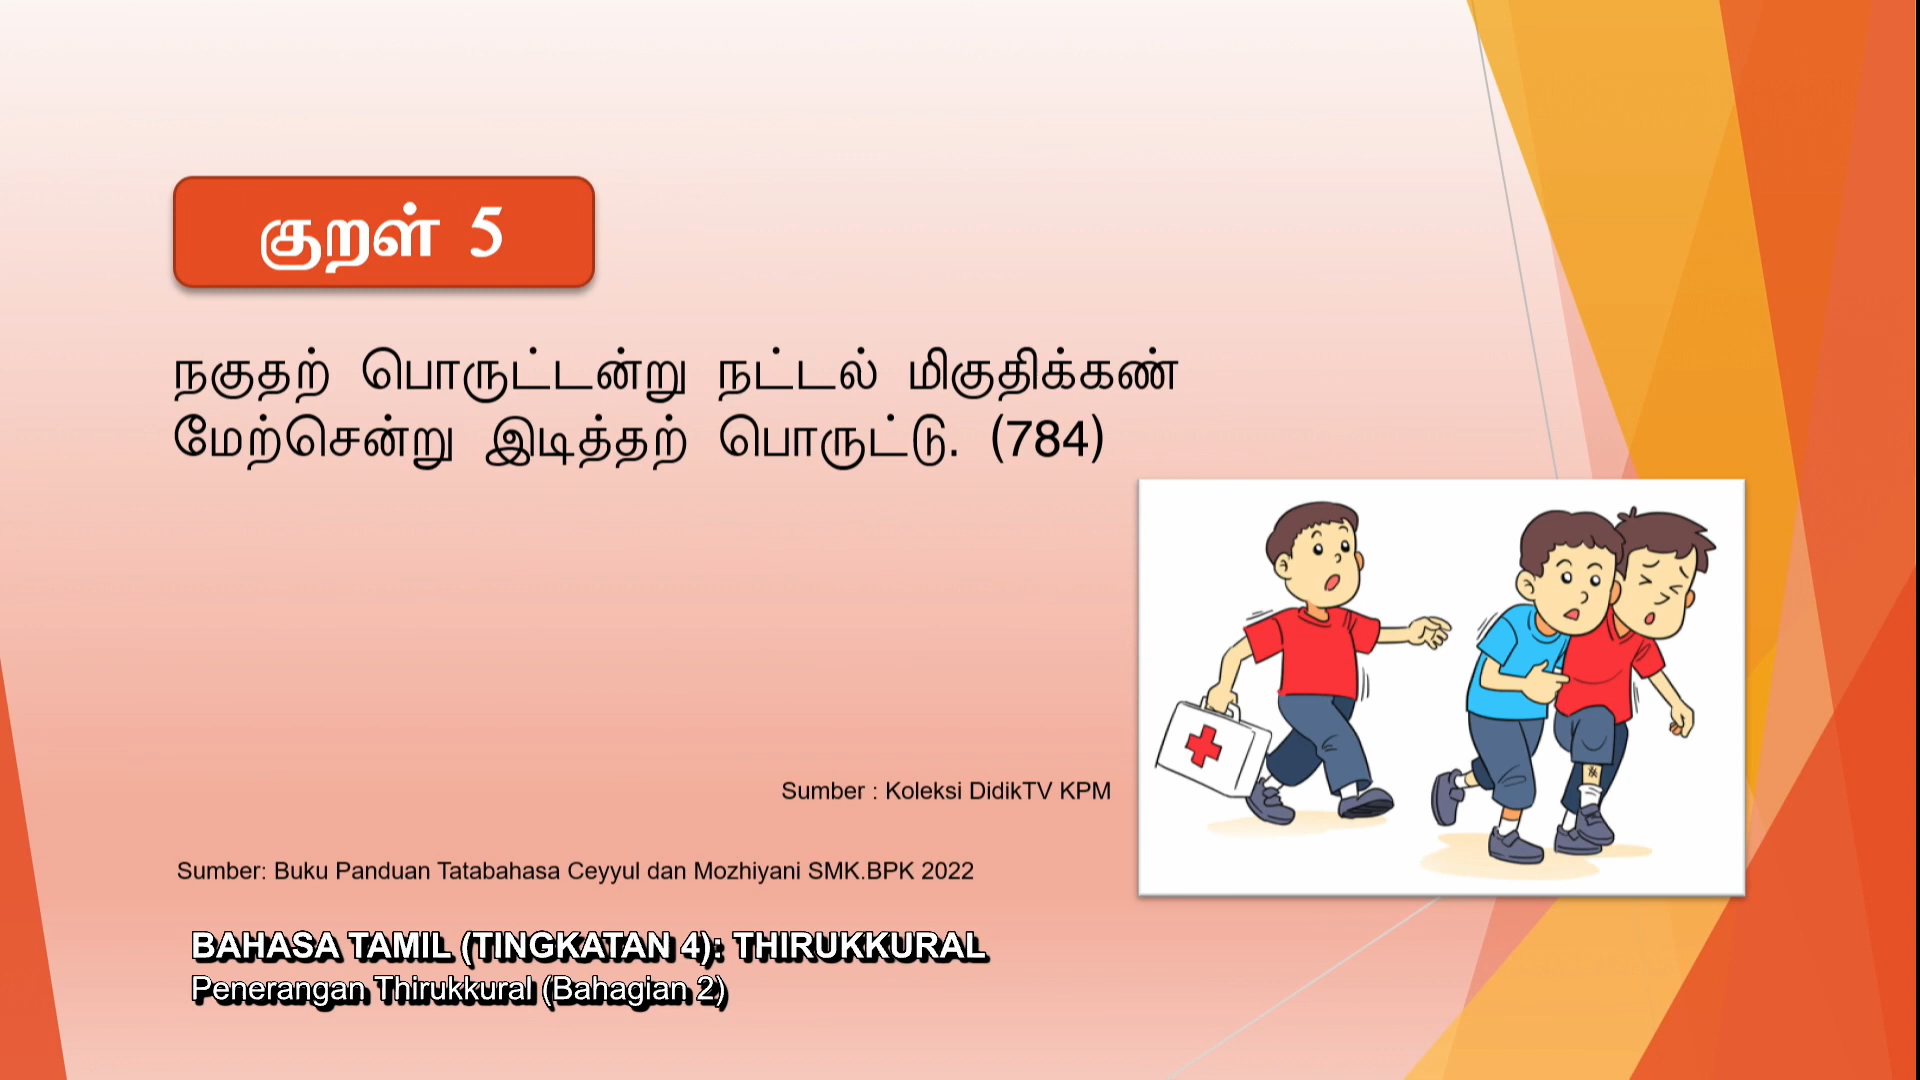 குறள் 5
நகுதற் பொருட்டன்று நட்டல் மிகுதிக்கண்
மேற்சென்று இடித்தற் பொருட்டு. (784)
Sumber : Koleksi DidikTV KPM
Sumber: Buku Panduan Tatabahasa Ceyyul dan Mozhiyani SMK.BPK 2022
BAHASA TAMIL (TINGKATAN 4): THIRUKKURAL
Penerangan Thirukkural (Bahagian 2)